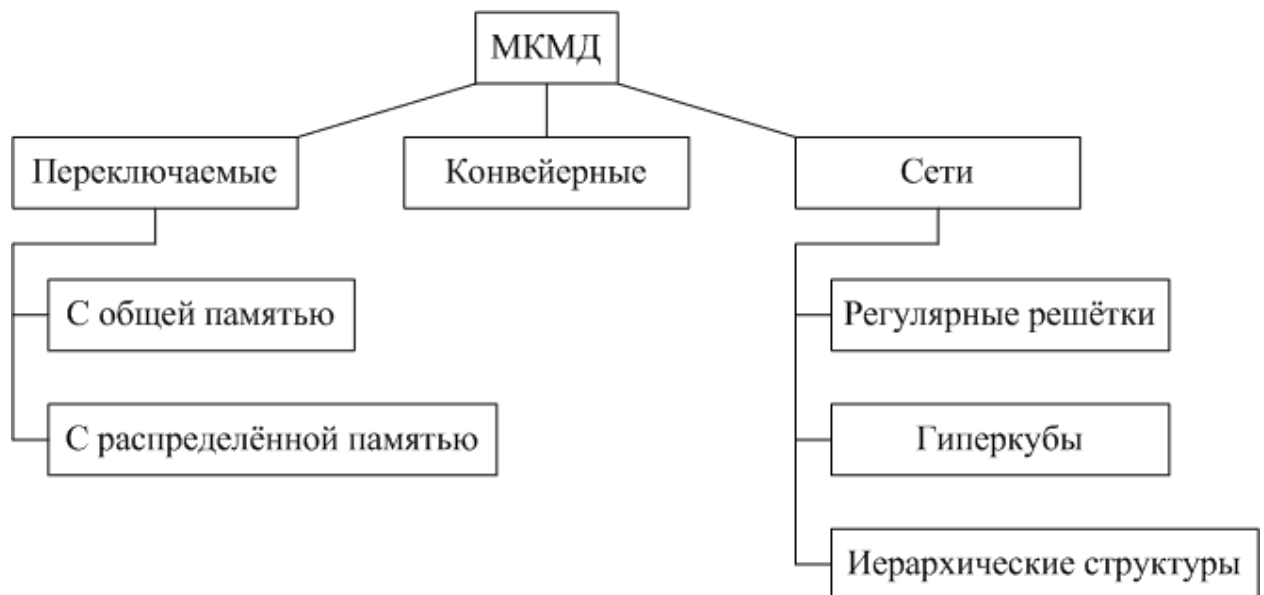 МКМД
Переключаемые
Конвейерные
Сети
С общей памятью
Регулярные решётки
С распределённой памятью
Гиперкубы
Иерархические структуры